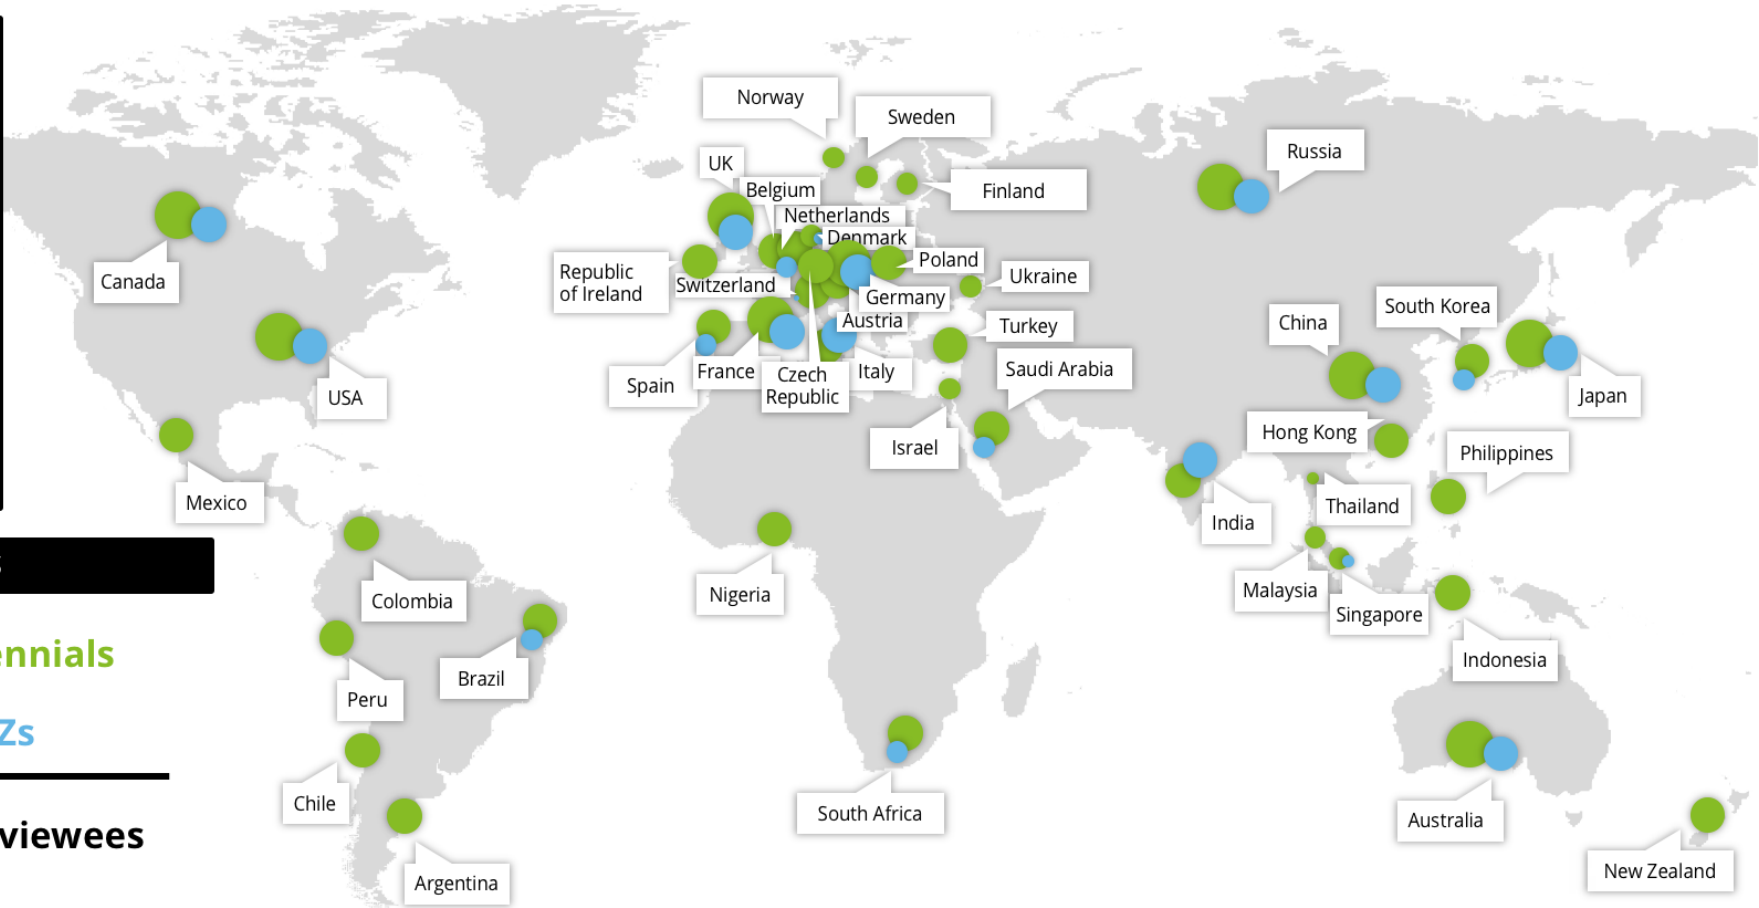 Norway
Sweden
Russia
UK
Belgium
Finland
Netherlands
Denmark
Poland
Republic
of Ireland
Canada
Switzerland
Ukraine
Germany
South Korea
China
Austria
Turkey
Saudi Arabia
France
Italy
Czech
Republic
Spain
USA
Japan
Hong Kong
Israel
Philippines
Mexico
Thailand
India
Malaysia
Nigeria
Colombia
Singapore
ennials
Indonesia
Brazil
Peru
Zs
Chile
South Africa
Australia
viewees
New Zealand
Argentina